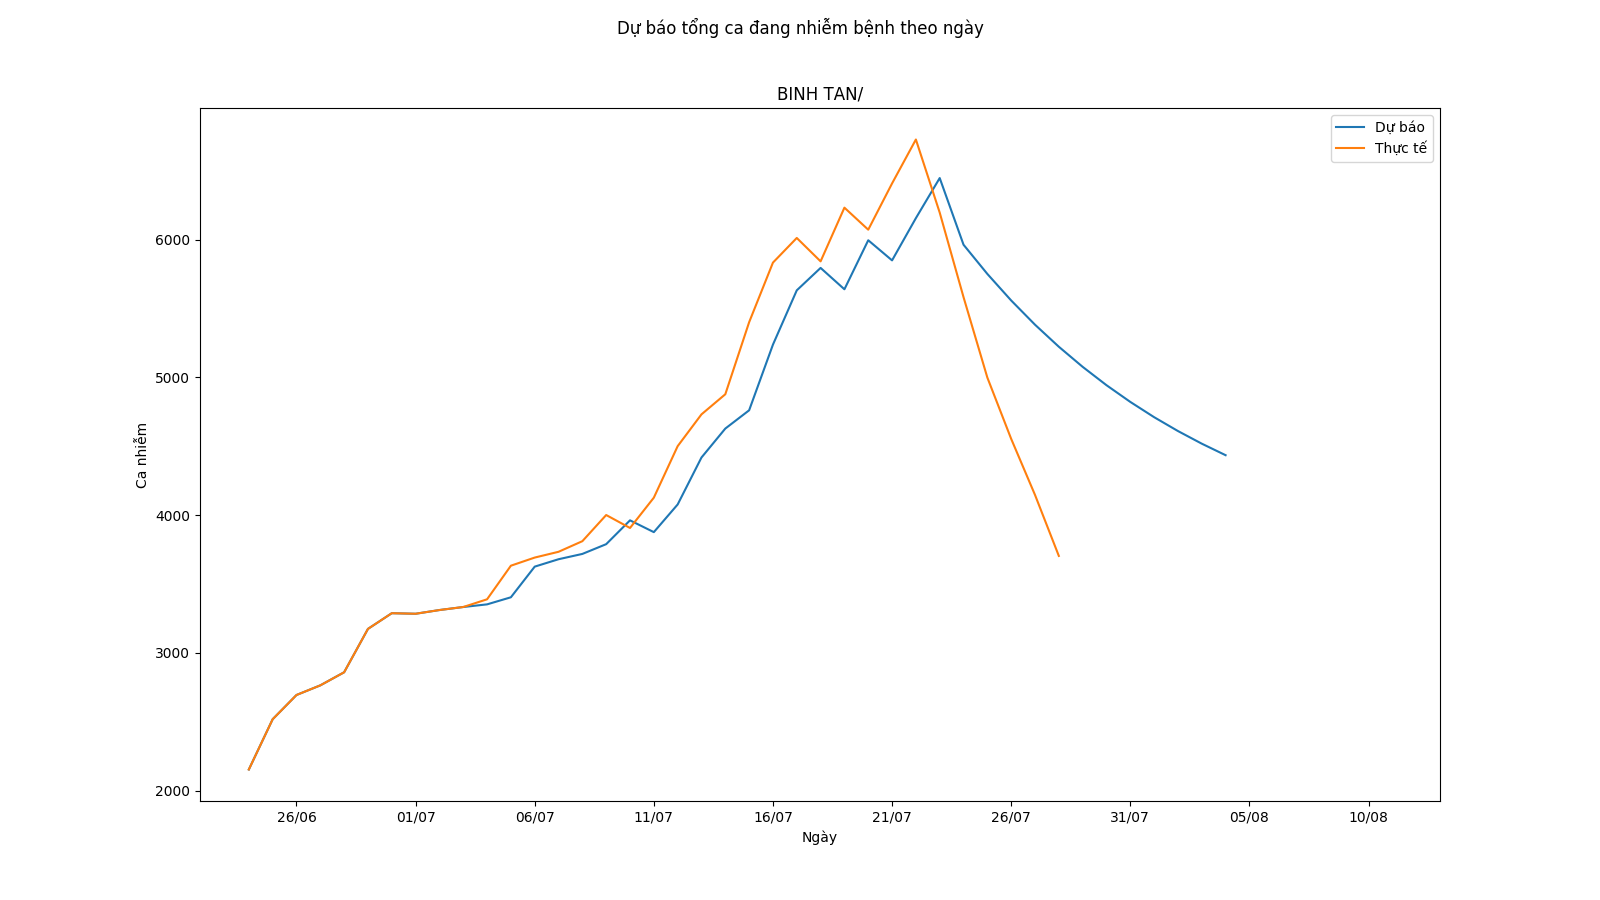 Dự báo tổng ca đang nhiễm bệnh theo ngày
BINH TAN/
Dự báo
Thực tế
Ca nhiễm
6000
5000
4000
3000
2000
26/06
01/07
06/07
11/07
16/07
21/07
26/07
31/07
05/08
10/08
Ngày